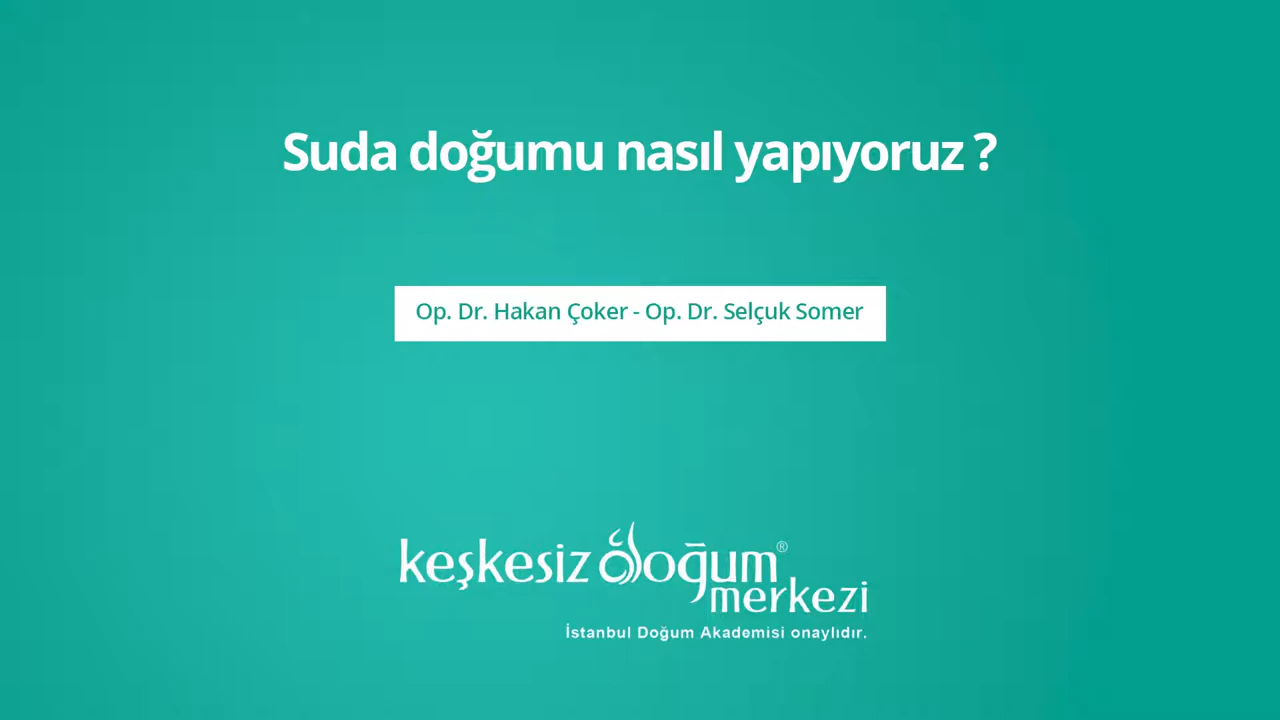 Suda doğumu nasıl yapıyoruz ?
Op. Dr. Hakan Çoker - Op. Dr. Selçuk Somer
keşkesiz doğum®
merkezi
İstanbul Doğum Akademisi onaylıdır.